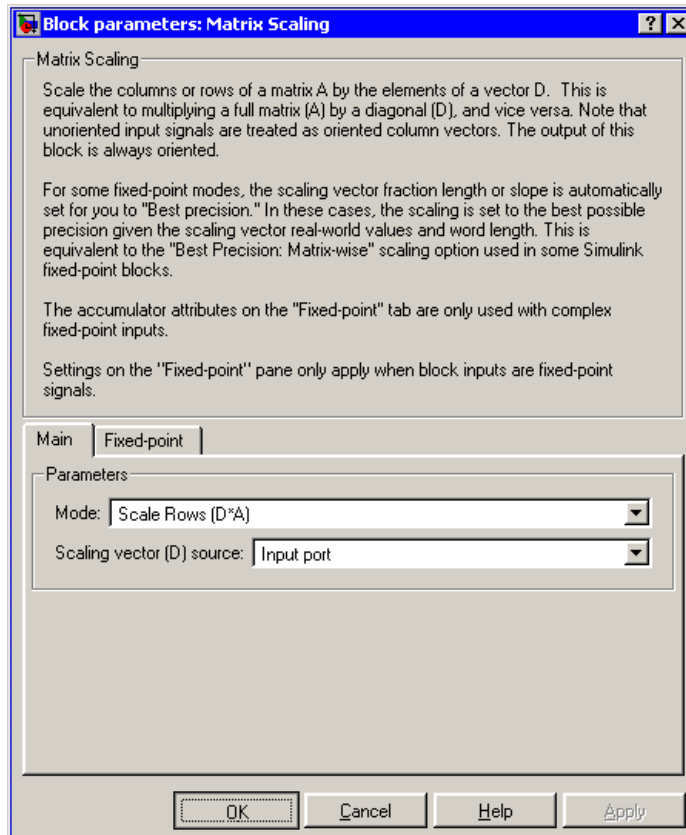 Block parameters: Matrix Scaling
Matrix Scaling
Scale the columns or rows of a matrix A by the elements of a vector D. This is
equivalent to multiplying a full matrix (A) by a diagonal (D), and vice versa. Note that
unoriented input signals are treated as oriented column vectors. The output of this
block is always oriented.
For some fixed-point modes, the scaling vector fraction length or slope is automatically
set for you to "Best precision." In these cases, the scaling is set to the best possible
precision given the scaling vector real-world values and word length. This is
equivalent to the "Best Precision: Matrix-wise" scaling option used in some Simulink
fixed-point blocks.
The accumulator attributes on the "Fixed-point" tab are only used with complex
fixed-point inputs.
Settings on the "Fixed-point" pane only apply when block inputs are fixed-point
signals.
Main Fixed-point
Parameters
Mode: Scale Rows (D*A)
Scaling vector (D) source: Input port
OK Cancel Help Apply